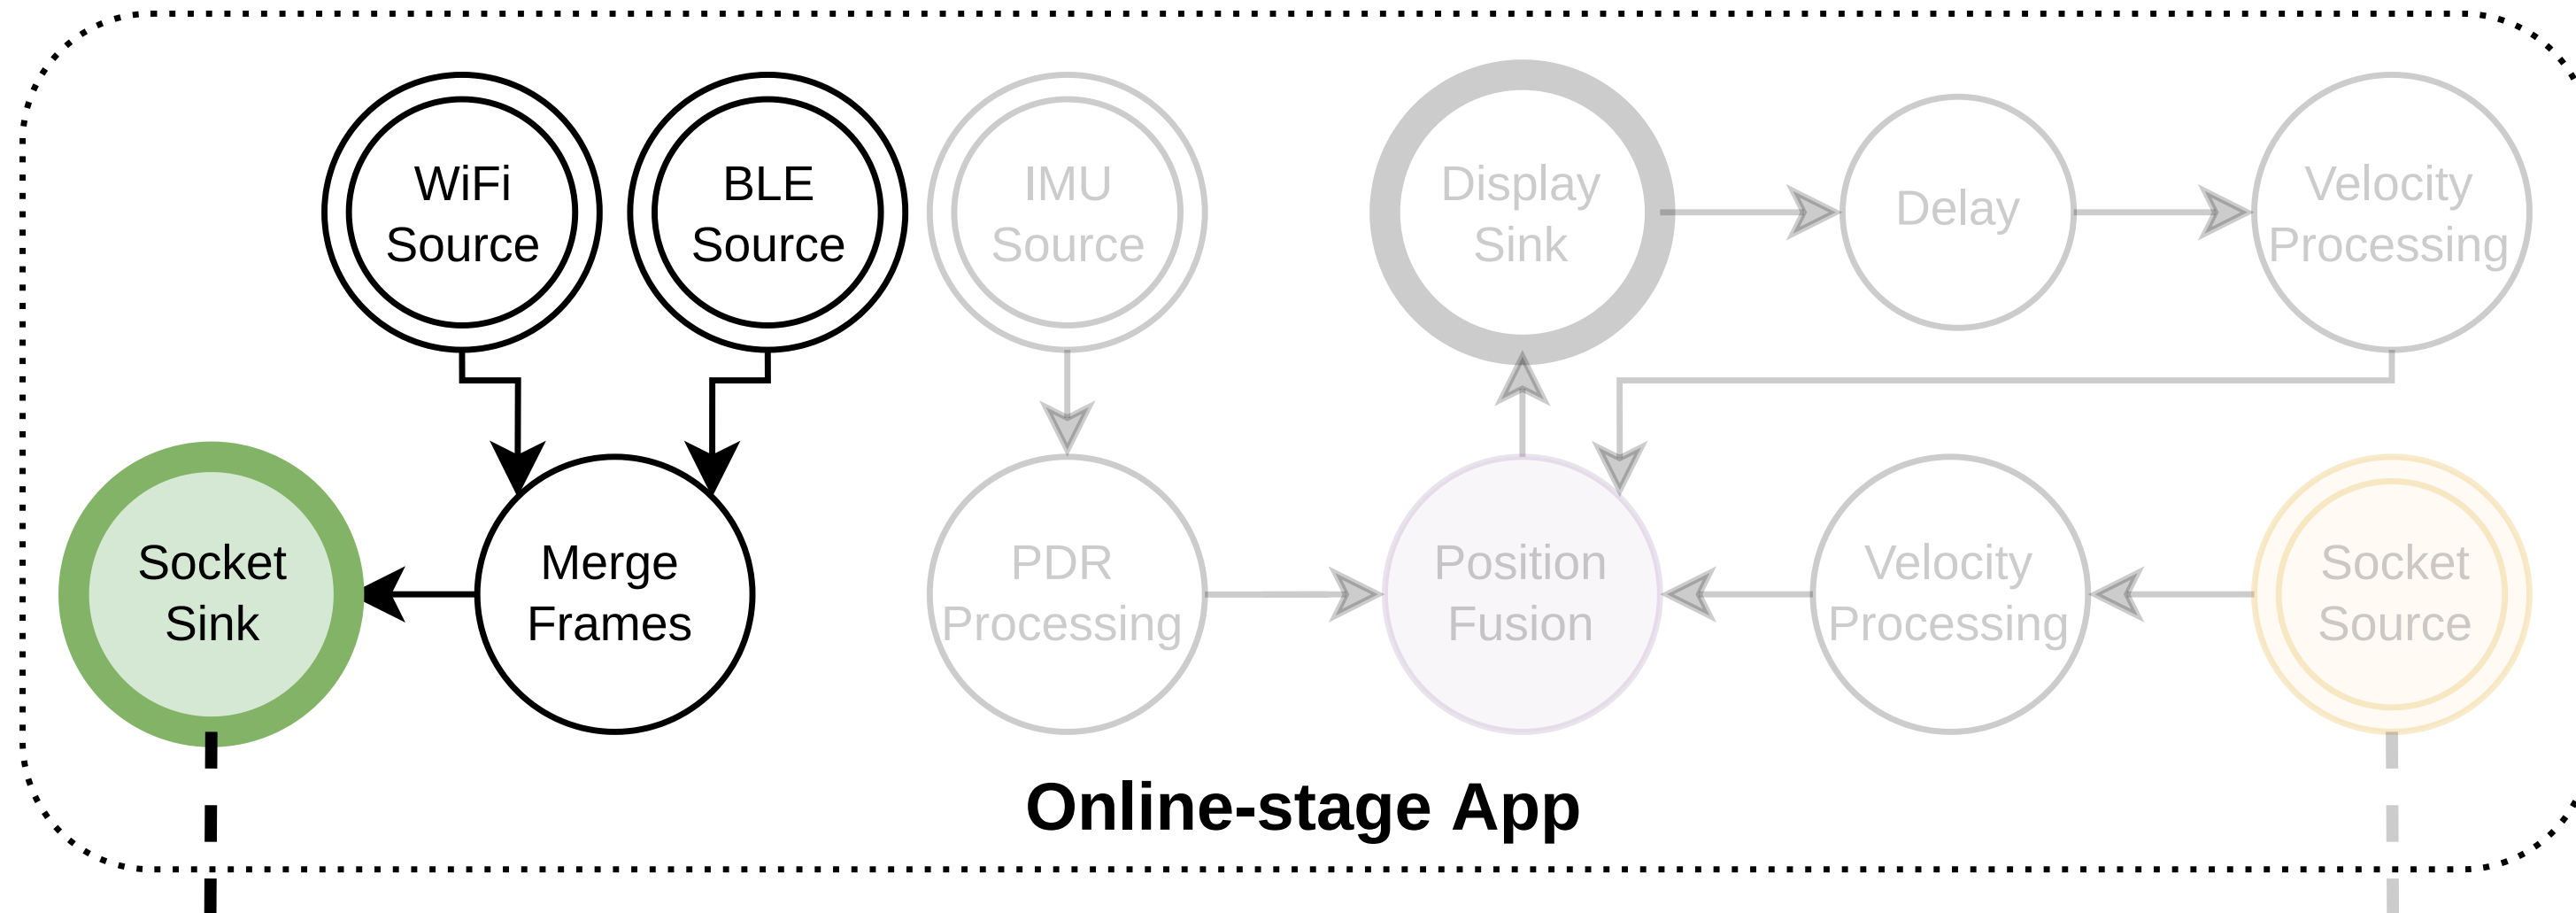 WiFi
Source
BLE
Source
IMU
Source
Display
Sink
Delay
Velocity
Processing
Socket
Sink
Merge
Frames
PDR
Processing
Position
Fusion
Velocity
Processing
Socket
Source
Online-stage App